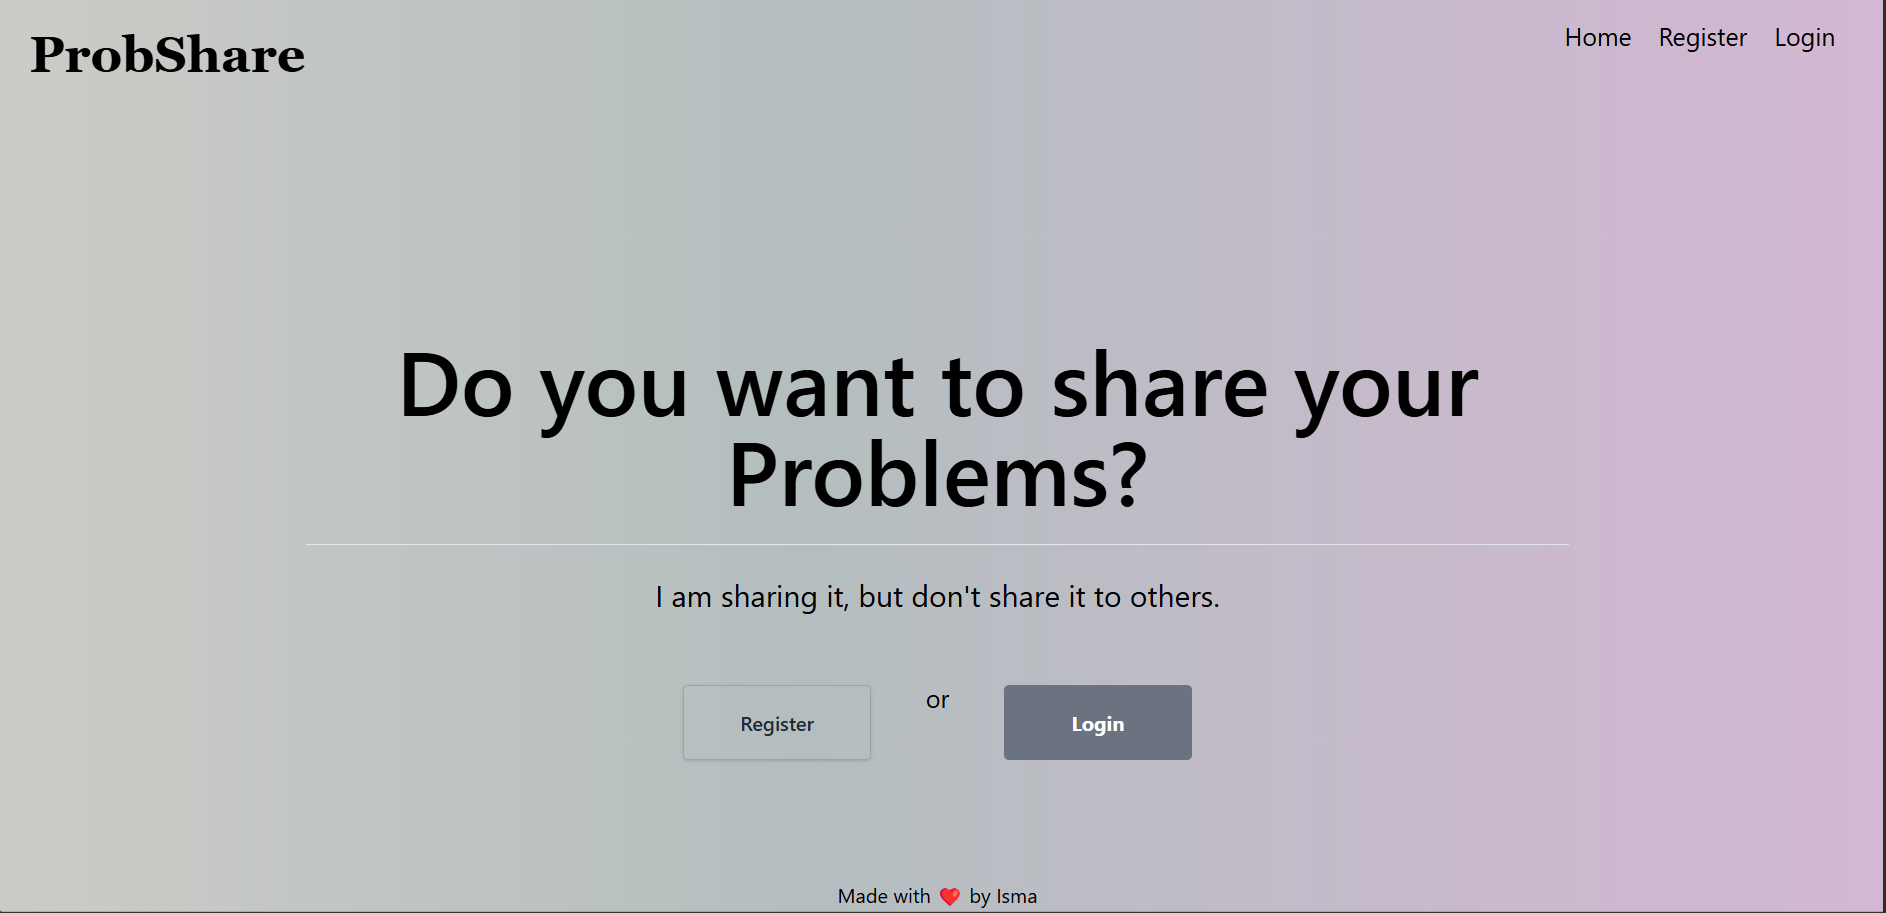 ProbShare
Home Register Login
Do you want to share your
Problems?
I am sharing it, but don't share it to others.
Register or Login
Made with ❤️ by Isma